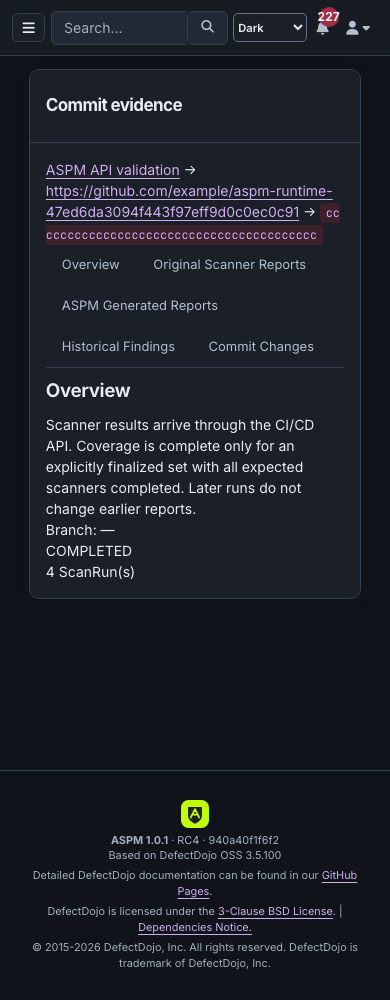 Search...
Dark
227
Commit evidence
ASPM API validation →
https://github.com/example/aspm-runtime-
47ed6da3094f443f97eff9d0c0ec0c91 → cc
cccccccccccccccccccccccccccccccccccccc
Overview Original Scanner Reports
ASPM Generated Reports
Historical Findings Commit Changes
Overview
Scanner results arrive through the CI/CD
API. Coverage is complete only for an
explicitly finalized set with all expected
scanners completed. Later runs do not
change earlier reports.
Branch: —
COMPLETED
4 ScanRun(s)
ASPM 1.0.1 · RC4 · 940a40f1f6f2
Based on DefectDojo OSS 3.5.100
Detailed DefectDojo documentation can be found in our GitHub
Pages.
DefectDojo is licensed under the 3-Clause BSD License. |
Dependencies Notice.
© 2015-2026 DefectDojo, Inc. All rights reserved. DefectDojo is
trademark of DefectDojo, Inc.